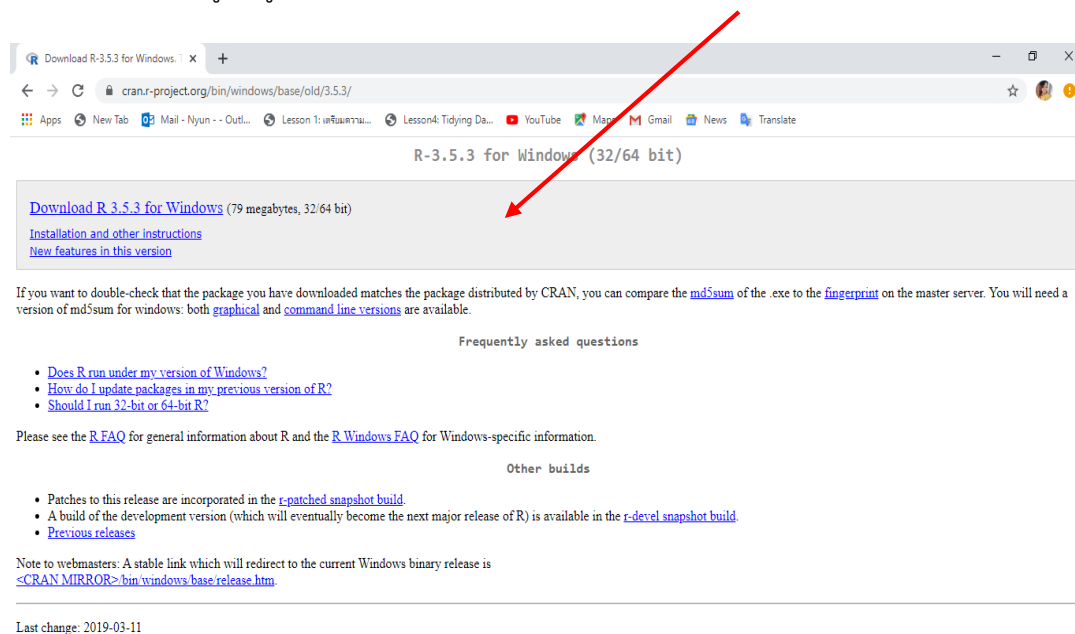 Download R-3.5.3 for Windows. T
cran.r-project.org/bin/windows/base/old/3.5.3/
Apps New Tab Mail - Nyun - - Outl... Lesson 1: เตรียมความ... Lesson4: Tidying Da... YouTube Maps Gmail News Translate
R-3.5.3 for Windows (32/64 bit)
Download R 3.5.3 for Windows (79 megabytes, 32/64 bit)
Installation and other instructions
New features in this version
If you want to double-check that the package you have downloaded matches the package distributed by CRAN, you can compare the md5sum of the .exe to the fingerprint on the master server. You will need a
version of md5sum for windows: both graphical and command line versions are available.
Frequently asked questions
• Does R run under my version of Windows?
• How do I update packages in my previous version of R?
• Should I run 32-bit or 64-bit R?
Please see the R FAQ for general information about R and the R Windows FAQ for Windows-specific information.
Other builds
• Patches to this release are incorporated in the r-patched snapshot build.
• A build of the development version (which will eventually become the next major release of R) is available in the r-devel snapshot build.
• Previous releases
Note to webmasters: A stable link which will redirect to the current Windows binary release is
<CRAN MIRROR>/bin/windows/base/release.htm.
Last change: 2019-03-11